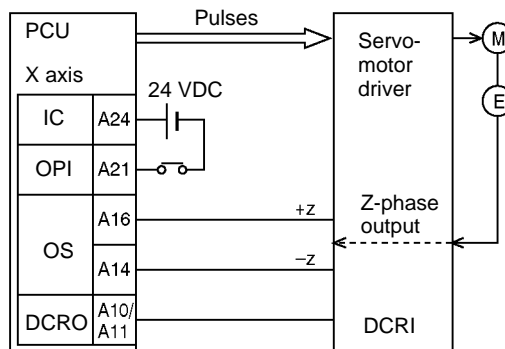 PCU
Pulses
Servo-
motor
driver
M
X axis
24 VDC
E
IC
A24
OPI
A21
OS
A16
+z
Z-phase
output
A14
−z
DCRO
A10/
A11
DCRI